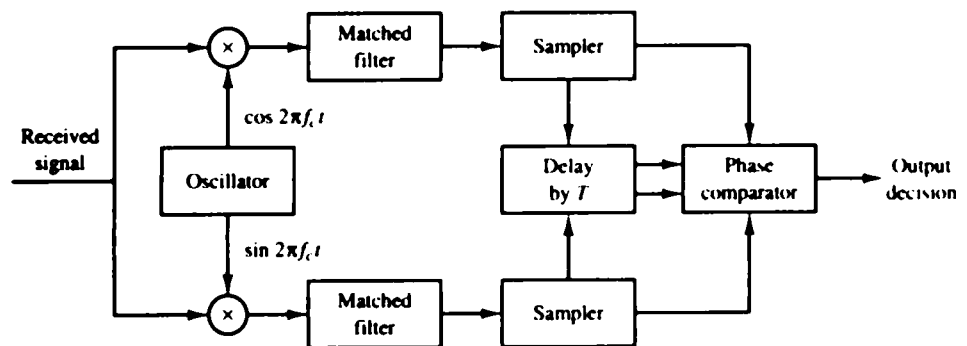 ×
Matched
filter
Sampler
cos 2πf_c t
Received
signal
Oscillator
Delay
by T
Phase
comparator
Output
decision
sin 2πf_c t
×
Matched
filter
Sampler